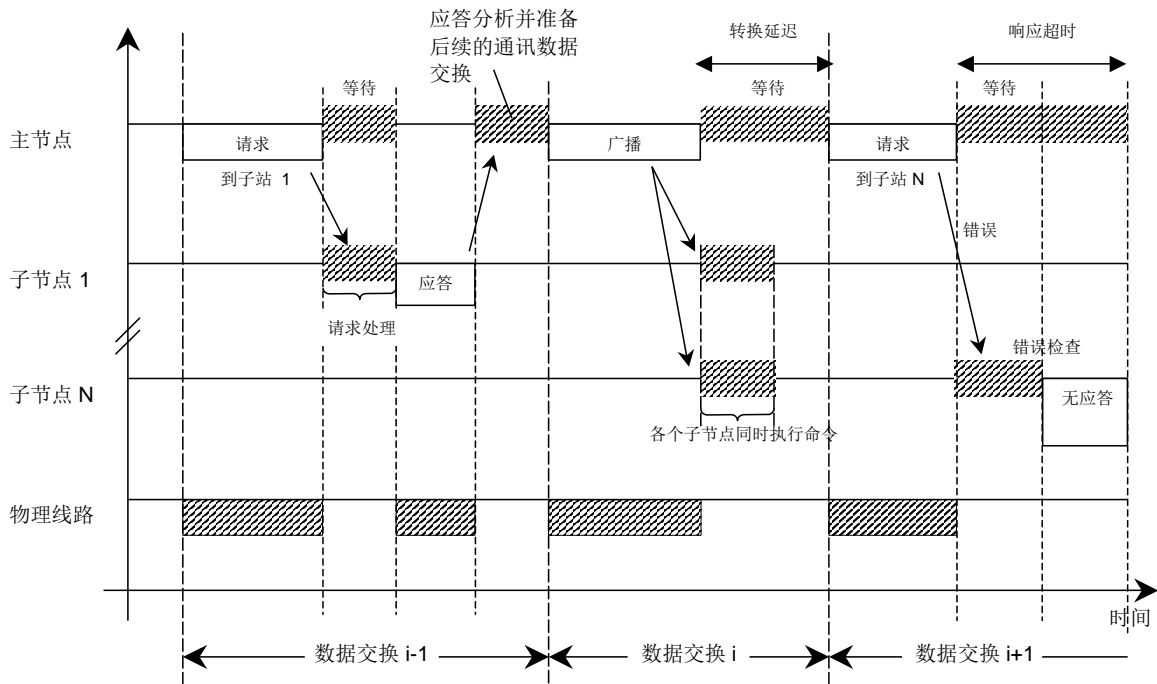 应答分析并准备
后续的通讯数据
交换
转换延迟
响应超时
等待
等待
等待
主节点
请求
广播
请求
到子站 1
到子站 N
错误
子节点 1
应答
请求处理
错误检查
子节点 N
无应答
各个子节点同时执行命令
物理线路
时间
数据交换 i-1
数据交换 i
数据交换 i+1